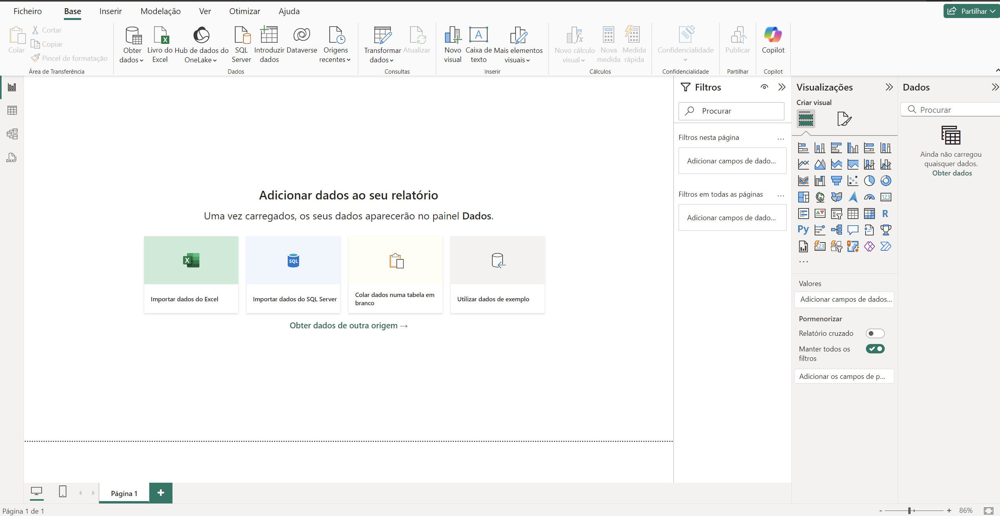 Ficheiro
Base
Inserir
Modelação
Ver
Otimizar
Ajuda
Partilhar
Colar
Cortar
Copiar
Pincel de formatação
Área de Transferência
Obter
dados
Livro do
Excel
Hub de dados do
OneLake
SQL
Server
Introduzir
dados
Dataverse
Origens
recentes
Dados
Transformar
dados
Atualizar
Consultas
Novo
visual
Caixa de
texto
Mais elementos
visuais
Inserir
Novo cálculo
visual
Nova
medida
Medida
rápida
Cálculos
Confidencialidade
Confidencialidade
Publicar
Partilhar
Copilot
Copilot
DAX
Adicionar dados ao seu relatório
Uma vez carregados, os seus dados aparecerão no painel Dados.
X
SQL
Importar dados do Excel
Importar dados do SQL Server
Colar dados numa tabela em
branco
Utilizar dados de exemplo
Obter dados de outra origem →
Filtros
Procurar
Filtros nesta página
...
Adicionar campos de dado...
Filtros em todas as páginas
...
Adicionar campos de dado...
Visualizações
Criar visual
123
R
Py
123
...
Valores
Adicionar campos de dados...
Pormenorizar
Relatório cruzado
Manter todos os
filtros
Adicionar os campos de p...
Dados
Procurar
Ainda não carregou
quaisquer dados.
Obter dados
Página 1
+
Página 1 de 1
- + 86%